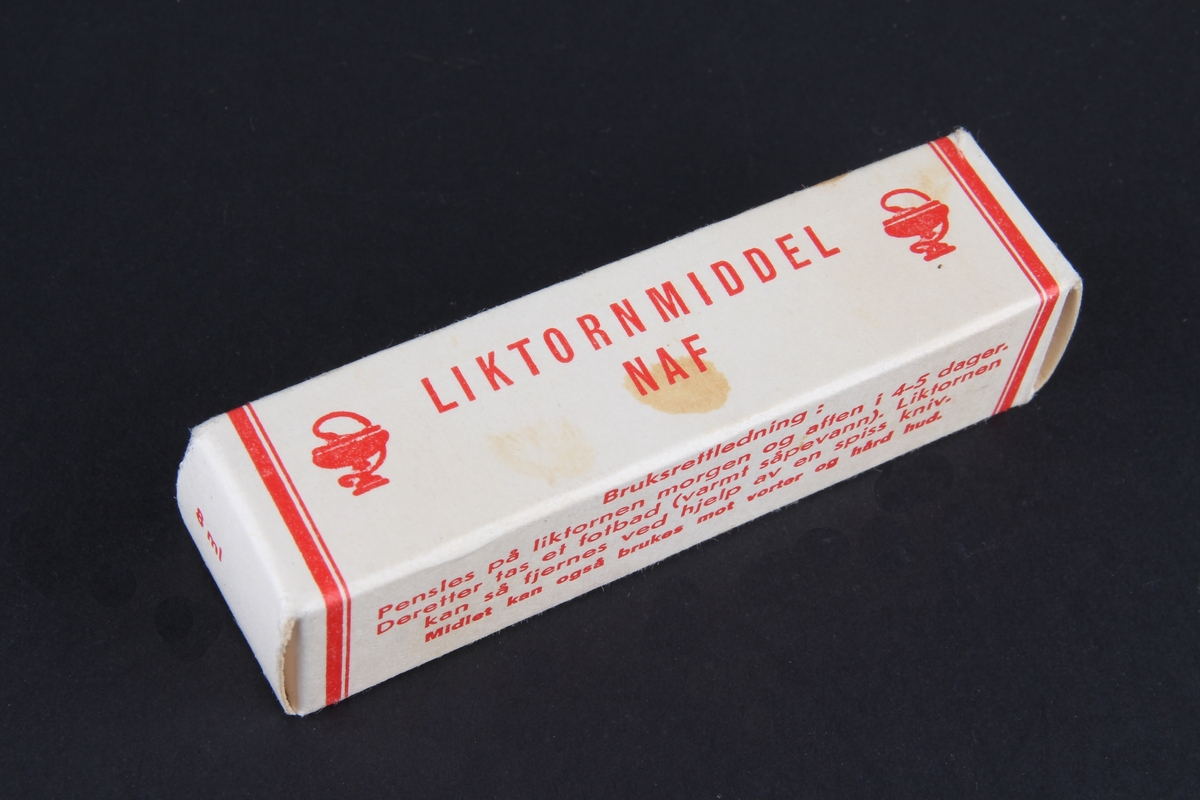 LIKTORNMIDDEL
NAF
Bruksrettledning :
Pensles på liktornen morgen og aften i 4-5 dager.
Deretter tas et fotbad (varmt såpevann). Liktornen
kan så fjernes ved hjelp av en spiss kniv.
Midlet kan også brukes mot vorter og hård hud.
8 ml